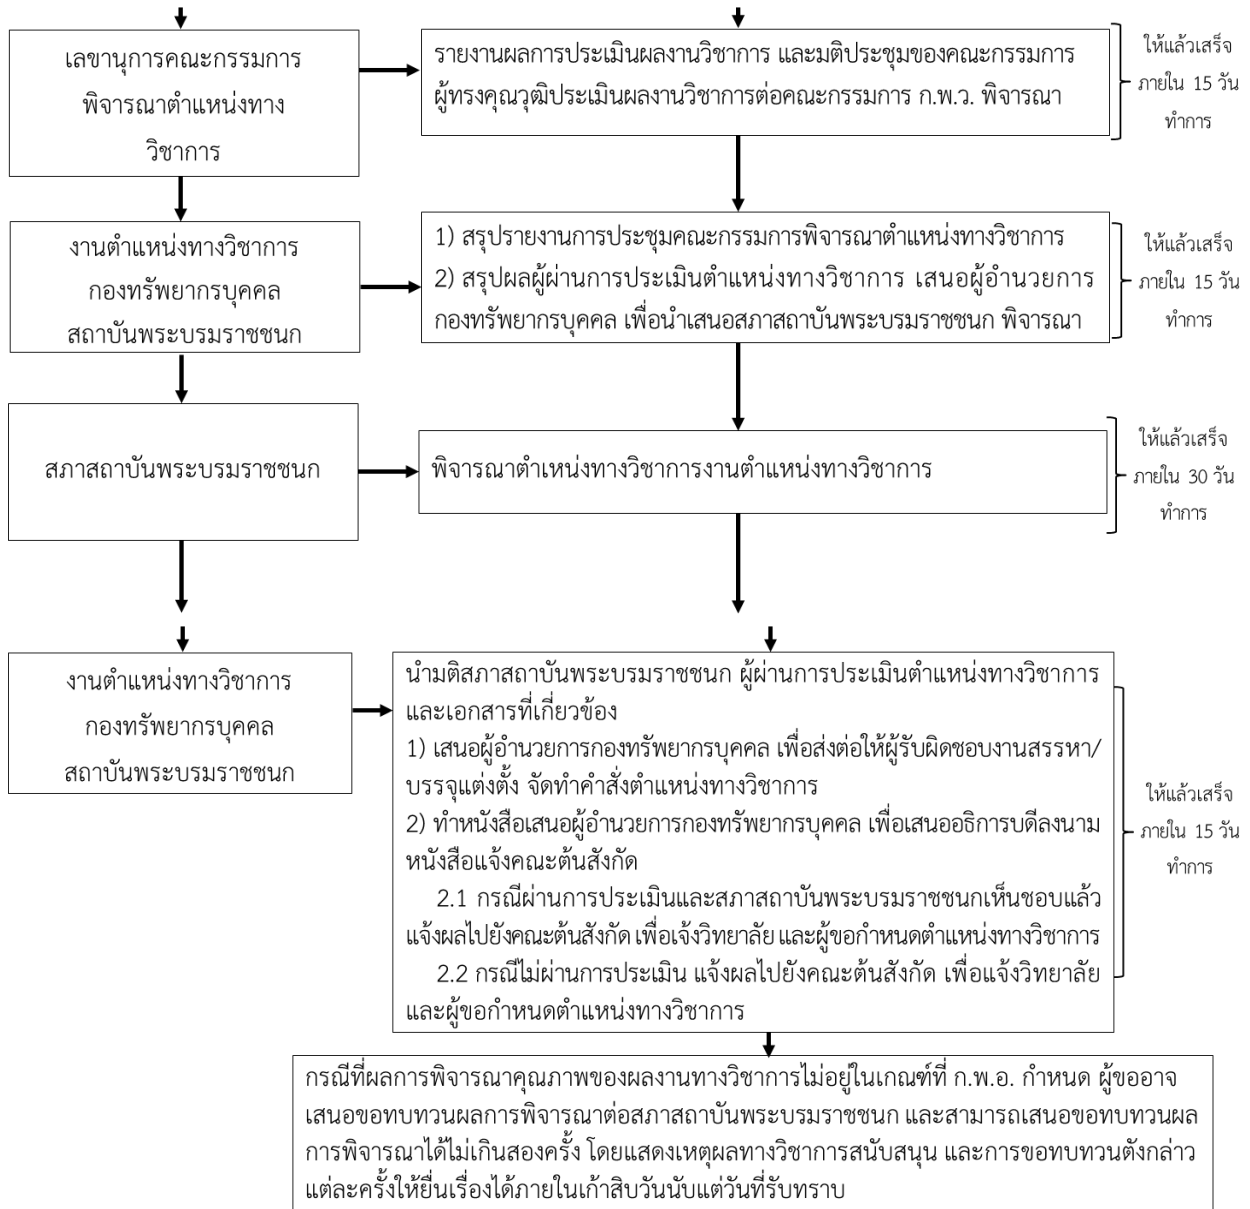 เลขานุการคณะกรรมการ
พิจารณาตำแหน่งทาง
วิชาการ
รายงานผลการประเมินผลงานวิชาการ และมติประชุมของคณะกรรมการ
ผู้ทรงคุณวุฒิประเมินผลงานวิชาการต่อคณะกรรมการ ก.พ.ว. พิจารณา
ให้แล้วเสร็จ
ภายใน 15 วัน
ทำการ
งานตำแหน่งทางวิชาการ
กองทรัพยากรบุคคล
สถาบันพระบรมราชชนก
1) สรุปรายงานการประชุมคณะกรรมการพิจารณาตำแหน่งทางวิชาการ
2) สรุปผลผู้ผ่านการประเมินตำแหน่งทางวิชาการ เสนอผู้อำนวยการ
กองทรัพยากรบุคคล เพื่อนำเสนอสภาสถาบันพระบรมราชชนก พิจารณา
ให้แล้วเสร็จ
ภายใน 15 วัน
ทำการ
สภาสถาบันพระบรมราชชนก
พิจารณาตำเหน่งทางวิชาการงานตำแหน่งทางวิชาการ
ให้แล้วเสร็จ
ภายใน 30 วัน
ทำการ
งานตำแหน่งทางวิชาการ
กองทรัพยากรบุคคล
สถาบันพระบรมราชชนก
นำมติสภาสถาบันพระบรมราชชนก ผู้ผ่านการประเมินตำแหน่งทางวิชาการ
และเอกสารที่เกี่ยวข้อง
1) เสนอผู้อำนวยการกองทรัพยากรบุคคล เพื่อส่งต่อให้ผู้รับผิดชอบงานสรรหา/
บรรจุแต่งตั้ง จัดทำคำสั่งตำแหน่งทางวิชาการ
2) ทำหนังสือเสนอผู้อำนวยการกองทรัพยากรบุคคล เพื่อเสนออธิการบดีลงนาม
หนังสือแจ้งคณะต้นสังกัด
2.1 กรณีผ่านการประเมินและสภาสถาบันพระบรมราชชนกเห็นชอบแล้ว
แจ้งผลไปยังคณะต้นสังกัด เพื่อเจ้งวิทยาลัย และผู้ขอกำหนดตำแหน่งทางวิชาการ
2.2 กรณีไม่ผ่านการประเมิน แจ้งผลไปยังคณะต้นสังกัด เพื่อแจ้งวิทยาลัย
และผู้ขอกำหนดตำแหน่งทางวิชาการ
ให้แล้วเสร็จ
ภายใน 15 วัน
ทำการ
กรณีที่ผลการพิจารณาคุณภาพของผลงานทางวิชาการไม่อยู่ในเกณฑ์ที่ ก.พ.อ. กำหนด ผู้ขออาจ
เสนอขอทบทวนผลการพิจารณาต่อสภาสถาบันพระบรมราชชนก และสามารถเสนอขอทบทวนผล
การพิจารณาได้ไม่เกินสองครั้ง โดยแสดงเหตุผลทางวิชาการสนับสนุน และการขอทบทวนดังกล่าว
แต่ละครั้งให้ยื่นเรื่องได้ภายในเก้าสิบวันนับแต่วันที่รับทราบ